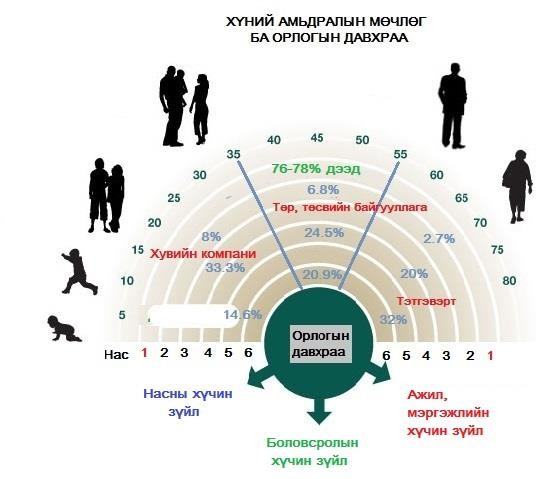 ХҮНИЙ АМЬДРАЛЫН МӨЧЛӨГ
БА ОРЛОГЫН ДАВХРАА
40 45 50
35 55
76-78% дээд
30 60
6.8%
25 65
Төр, төсвийн байгууллага
20 70
8% 24.5% 2.7%
15 75
Хувийн компани
33.3% 20.9% 20%
10 80
Тэтгэвэрт
5 14.6% 32%
Орлогын
давхраа
Нас 1 2 3 4 5 6 6 5 4 3 2 1
Насны хүчин
зүйл
Боловсролын
хүчин зүйл
Ажил,
мэргэжлийн
хүчин зүйл